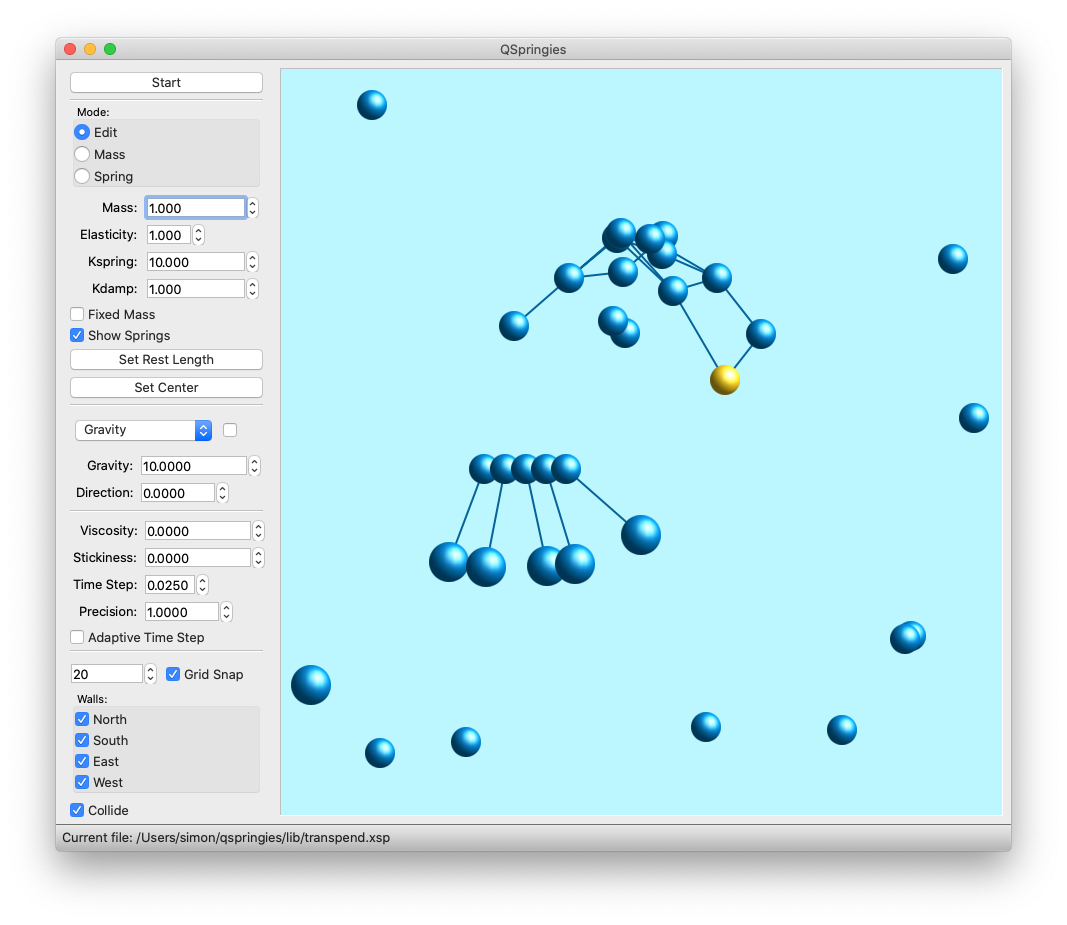 QSpringies
Start
Mode:
Edit
Mass
Spring
Mass: 1.000
Elasticity: 1.000
Kspring: 10.000
Kdamp: 1.000
Fixed Mass
Show Springs
Set Rest Length
Set Center
Gravity
Gravity: 10.0000
Direction: 0.0000
Viscosity: 0.0000
Stickiness: 0.0000
Time Step: 0.0250
Precision: 1.0000
Adaptive Time Step
20 Grid Snap
Walls:
North
South
East
West
Collide
Current file: /Users/simon/qspringies/lib/transpend.xsp